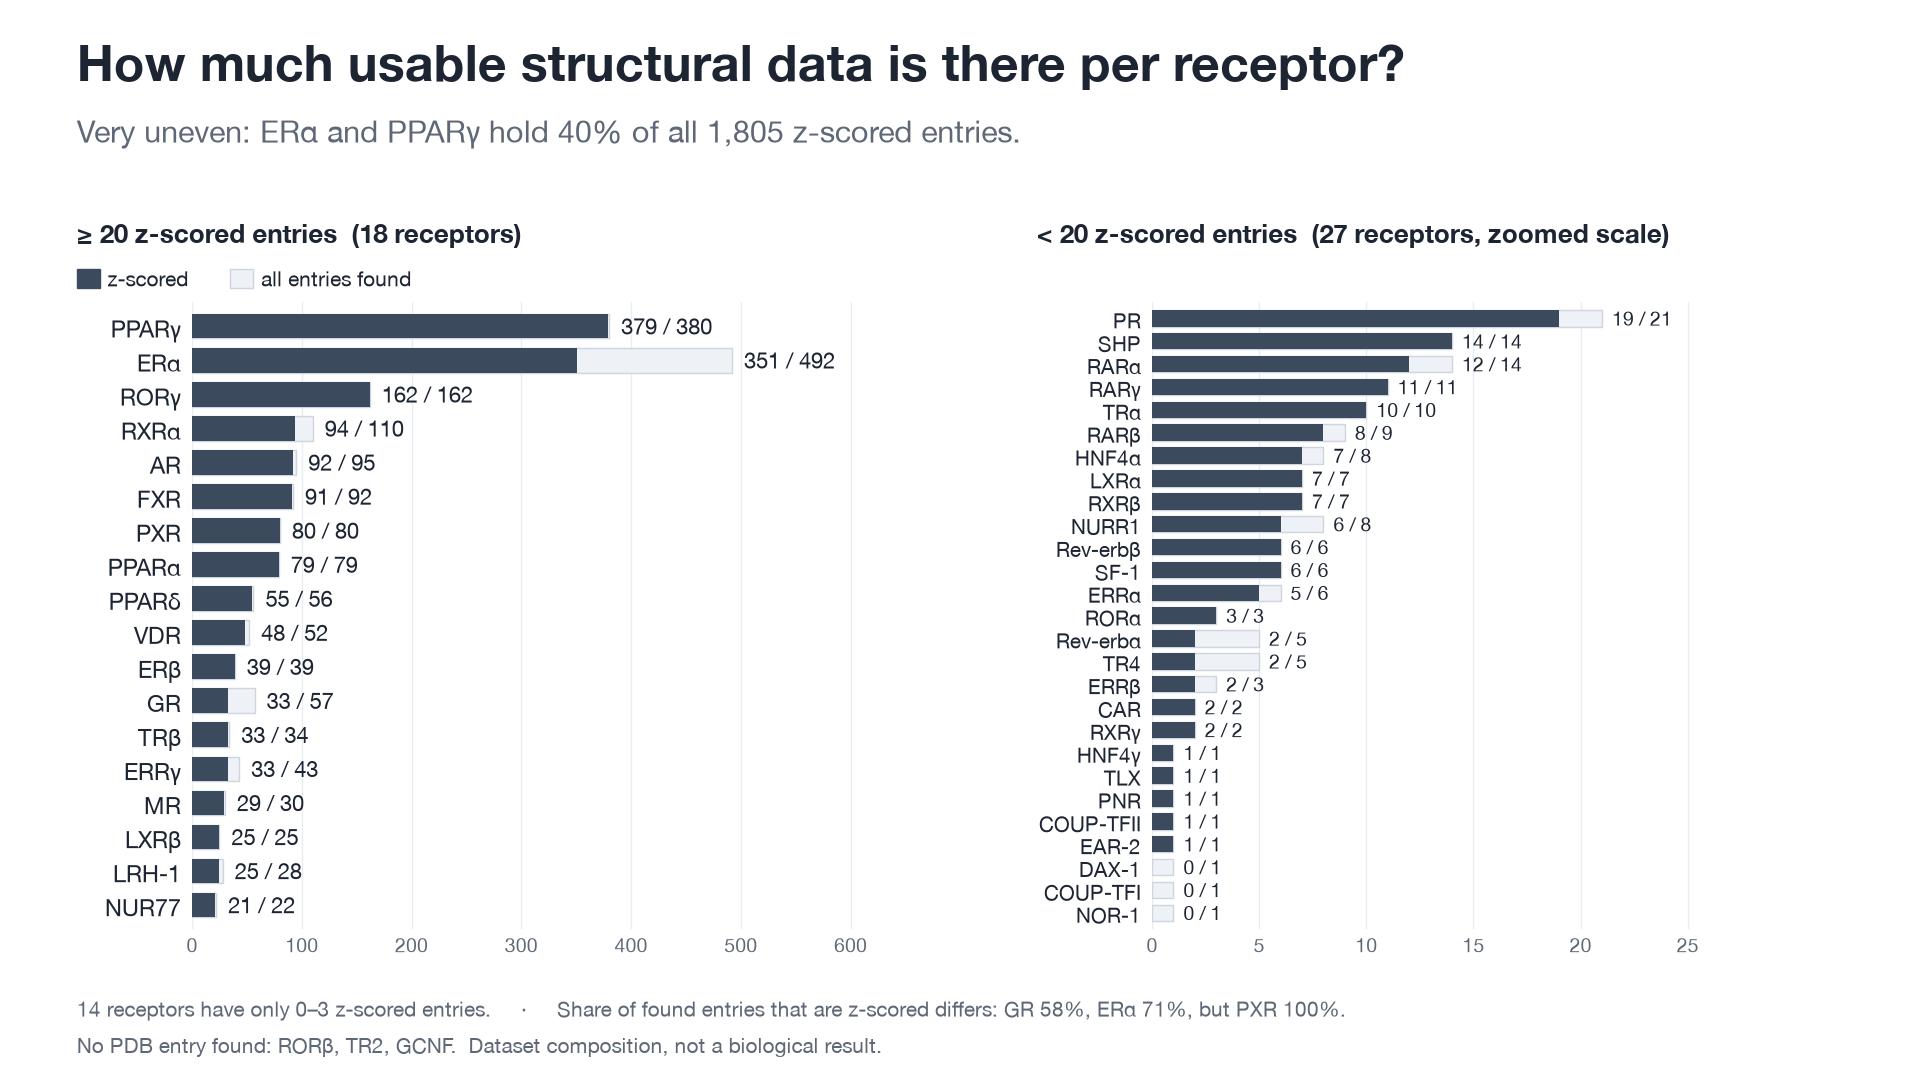 How much usable structural data is there per receptor?
Very uneven: ERα and PPARγ hold 40% of all 1,805 z-scored entries.
≥ 20 z-scored entries (18 receptors)
z-scored all entries found
PPARγ 379 / 380
ERα 351 / 492
RORγ 162 / 162
RXRα 94 / 110
AR 92 / 95
FXR 91 / 92
PXR 80 / 80
PPARα 79 / 79
PPARδ 55 / 56
VDR 48 / 52
ERβ 39 / 39
GR 33 / 57
TRβ 33 / 34
ERRγ 33 / 43
MR 29 / 30
LXRβ 25 / 25
LRH-1 25 / 28
NUR77 21 / 22
0 100 200 300 400 500 600
< 20 z-scored entries (27 receptors, zoomed scale)
PR 19 / 21
SHP 14 / 14
RARα 12 / 14
RARγ 11 / 11
TRα 10 / 10
RARβ 8 / 9
HNF4α 7 / 8
LXRα 7 / 7
RXRβ 7 / 7
NURR1 6 / 8
Rev-erbβ 6 / 6
SF-1 6 / 6
ERRα 5 / 6
RORα 3 / 3
Rev-erbα 2 / 5
TR4 2 / 5
ERRβ 2 / 3
CAR 2 / 2
RXRγ 2 / 2
HNF4γ 1 / 1
TLX 1 / 1
PNR 1 / 1
COUP-TFII 1 / 1
EAR-2 1 / 1
DAX-1 0 / 1
COUP-TFI 0 / 1
NOR-1 0 / 1
0 5 10 15 20 25
14 receptors have only 0–3 z-scored entries. · Share of found entries that are z-scored differs: GR 58%, ERα 71%, but PXR 100%.
No PDB entry found: RORβ, TR2, GCNF. Dataset composition, not a biological result.